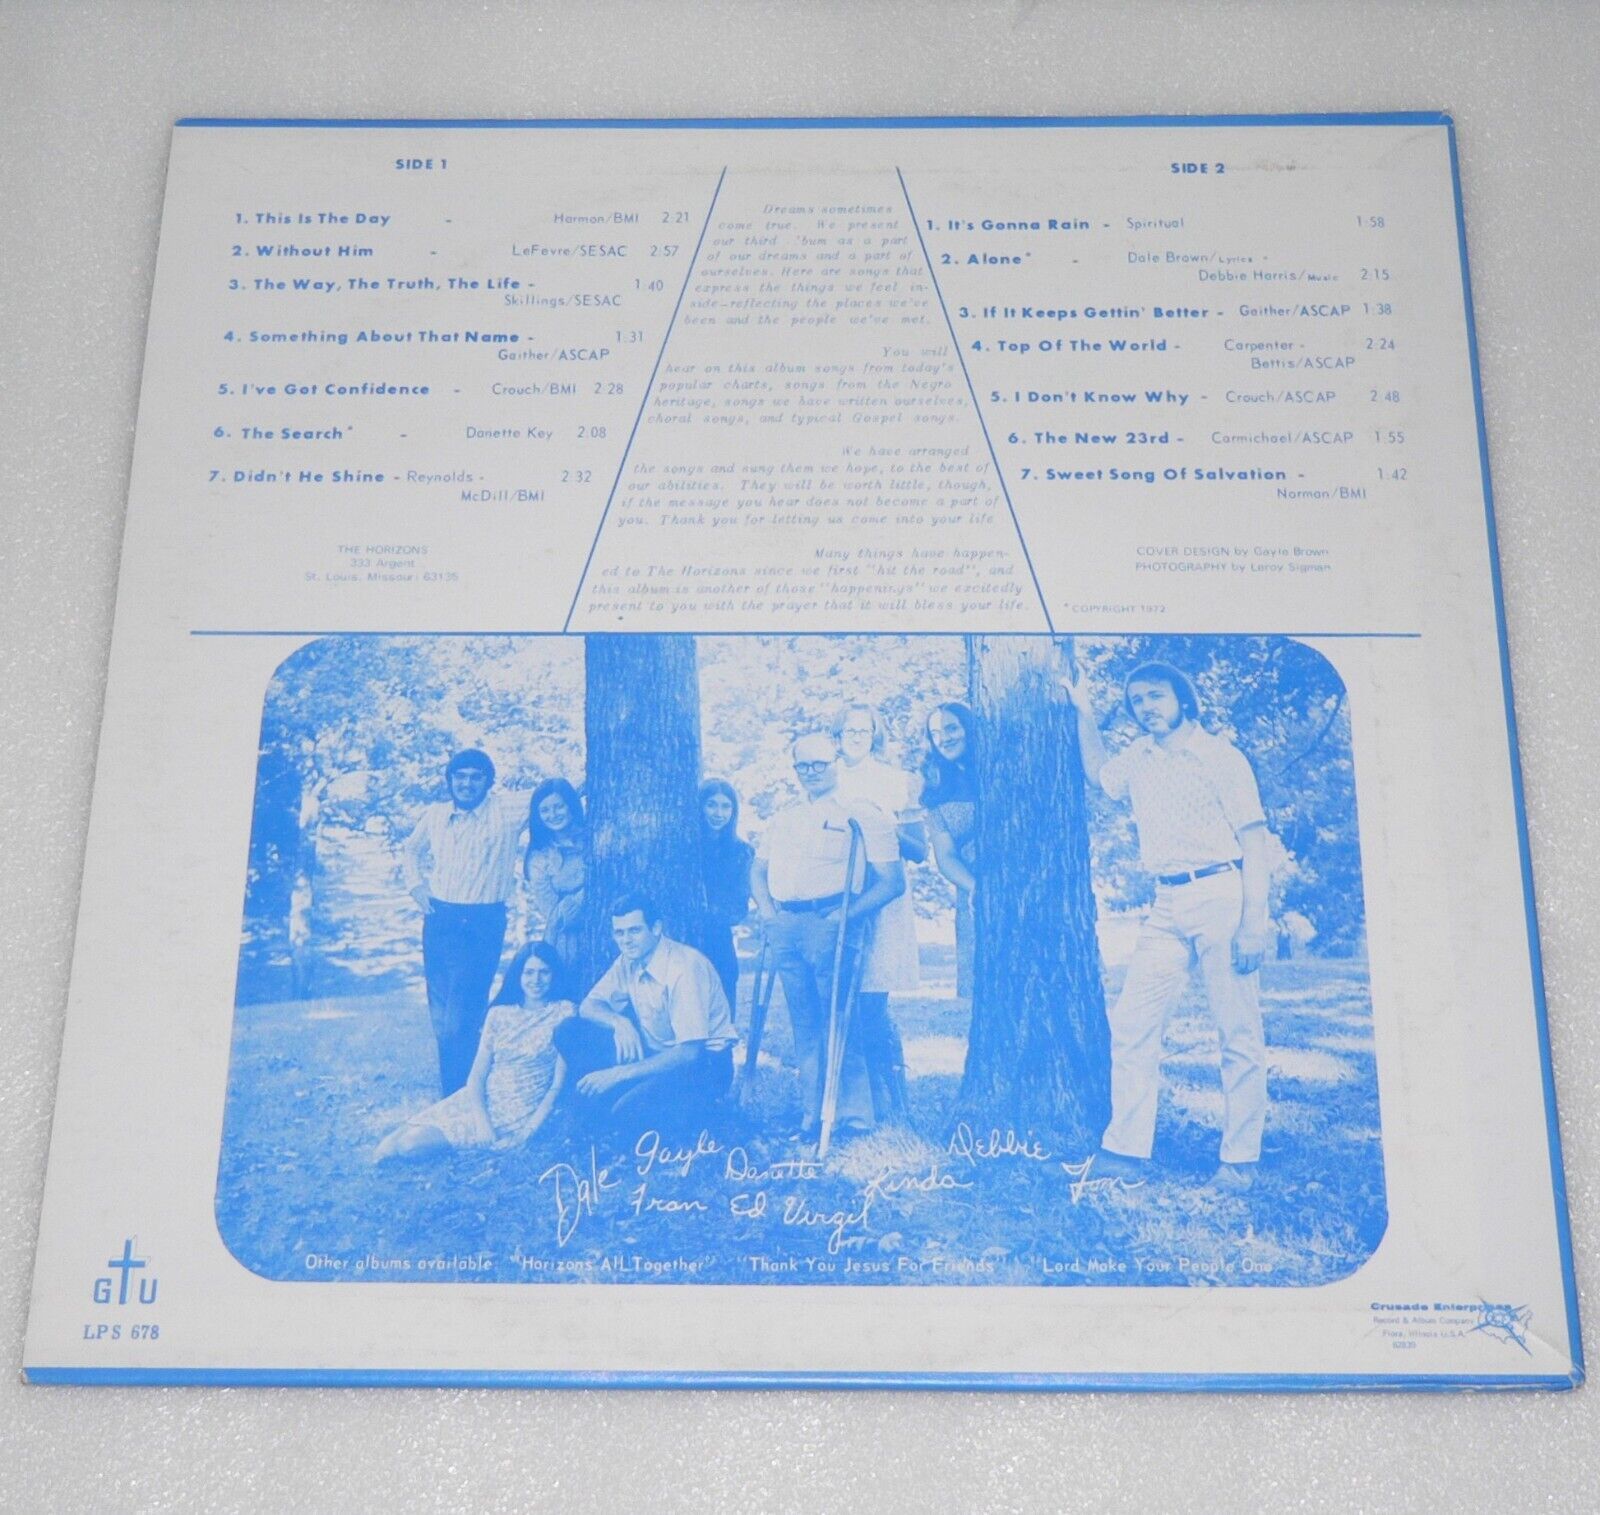 SIDE 1
1. This Is The Day - Harmon/BMI 2:21
2. Without Him - LeFevre/SESAC 2:57
3. The Way, The Truth, The Life - 1:40
Skillings/SESAC
4. Something About That Name - 1:31
Gaither/ASCAP
5. I've Got Confidence - Crouch/BMI 2:28
6. The Search* - Danette Key 2:08
7. Didn't He Shine - Reynolds - 2:32
McDill/BMI
THE HORIZONS
333 Argent
St. Louis, Missouri 63135
Dreams sometimes
come true. We present
our third 'bum as a part
of our dreams and a part of
ourselves. Here are songs that
express the things we feel in-
side—reflecting the places we've
been and the people we've met.
You will
hear on this album songs from today's
popular charts, songs from the Negro
heritage, songs we have written ourselves,
choral songs, and typical Gospel songs.
We have arranged
the songs and sung them we hope, to the best of
our abilities. They will be worth little, though,
if the message you hear does not become a part of
you. Thank you for letting us come into your life
Many things have happen-
ed to The Horizons since we first "hit the road", and
this album is another of those "happenings" we excitedly
present to you with the prayer that it will bless your life.
SIDE 2
1. It's Gonna Rain - Spiritual 1:58
2. Alone* - Dale Brown/Lyrics -
Debbie Harris/Music 2:15
3. If It Keeps Gettin' Better - Gaither/ASCAP 1:38
4. Top Of The World - Carpenter - 2:24
Bettis/ASCAP
5. I Don't Know Why - Crouch/ASCAP 2:48
6. The New 23rd - Carmichael/ASCAP 1:55
7. Sweet Song Of Salvation - 1:42
Norman/BMI
COVER DESIGN by Gayle Brown
PHOTOGRAPHY by Leroy Sigman
* COPYRIGHT 1972
Dale Gayle Danette Linda Debbie Tom
Fran Ed Virgil
Other albums available "Horizons All Together" "Thank You Jesus For Friends" "Lord Make Your People One"
G U
LPS 678
Crusade Enterprises
Record & Album Company
Flora, Illinois U.S.A.
62839